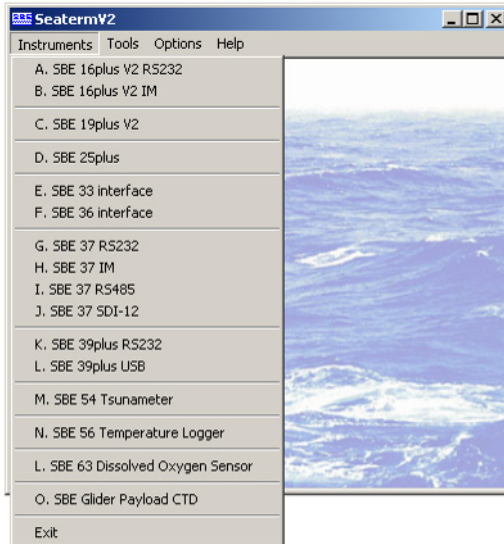 SBE SeatermV2
Instruments Tools Options Help
A. SBE 16plus V2 RS232
B. SBE 16plus V2 IM
C. SBE 19plus V2
D. SBE 25plus
E. SBE 33 interface
F. SBE 36 interface
G. SBE 37 RS232
H. SBE 37 IM
I. SBE 37 RS485
J. SBE 37 SDI-12
K. SBE 39plus RS232
L. SBE 39plus USB
M. SBE 54 Tsunameter
N. SBE 56 Temperature Logger
L. SBE 63 Dissolved Oxygen Sensor
O. SBE Glider Payload CTD
Exit